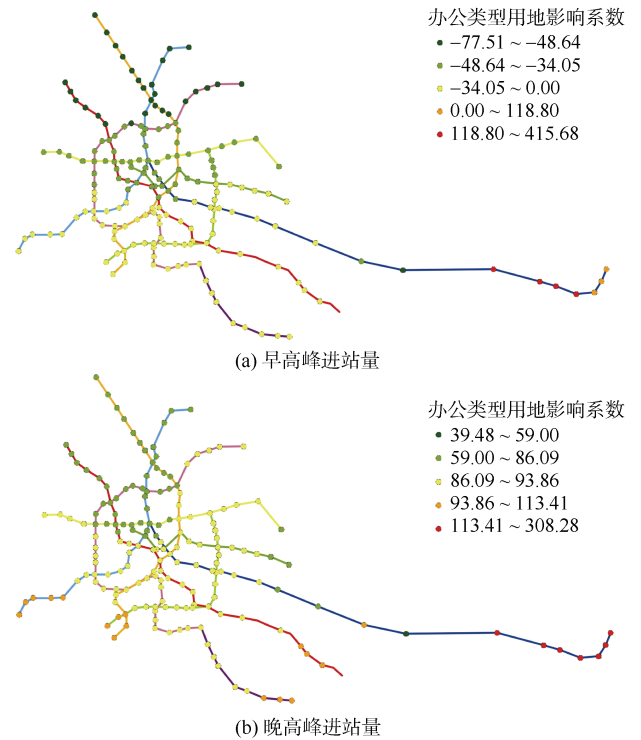 办公类型用地影响系数
−77.51 ~ −48.64
−48.64 ~ −34.05
−34.05 ~ 0.00
0.00 ~ 118.80
118.80 ~ 415.68
(a) 早高峰进站量
办公类型用地影响系数
39.48 ~ 59.00
59.00 ~ 86.09
86.09 ~ 93.86
93.86 ~ 113.41
113.41 ~ 308.28
(b) 晚高峰进站量